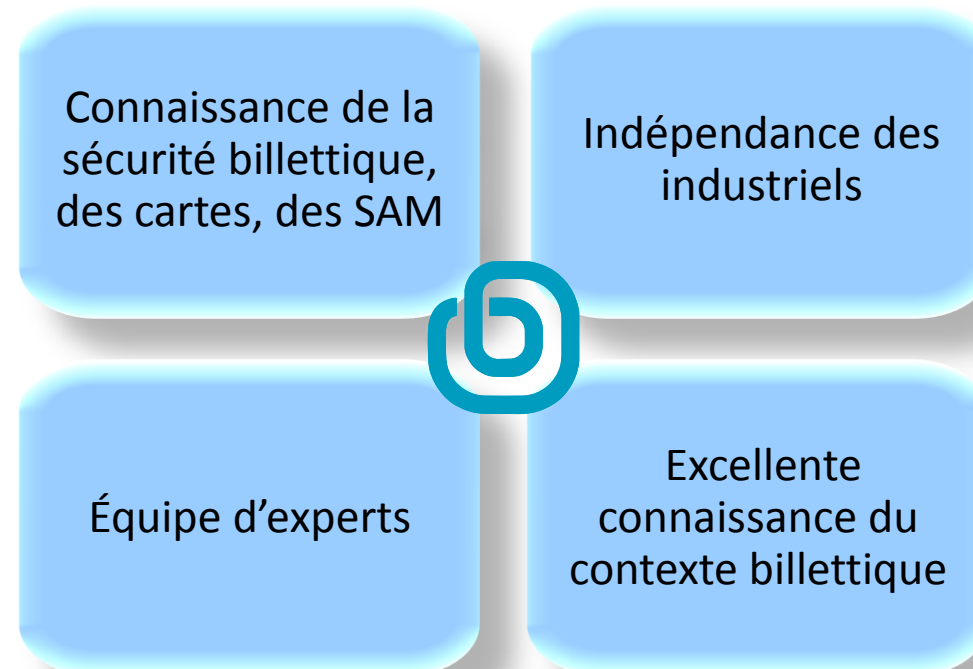 Connaissance de la
sécurité billettique,
des cartes, des SAM
Indépendance des
industriels
Équipe d’experts
Excellente
connaissance du
contexte billettique